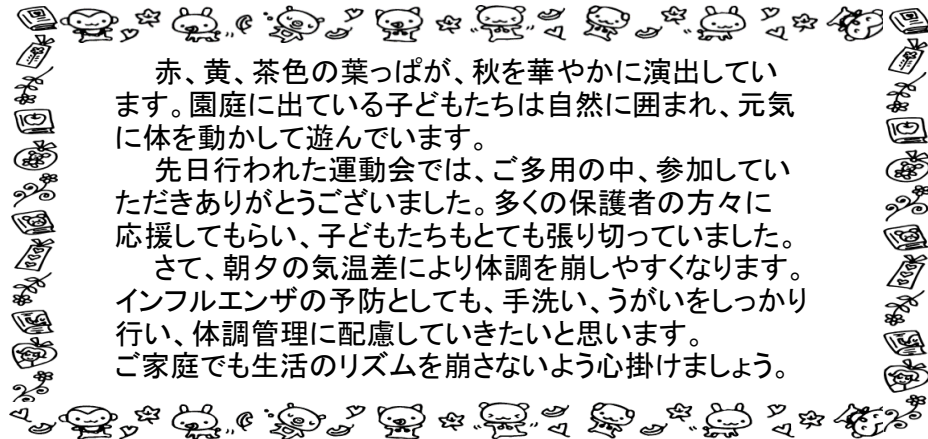 赤、黄、茶色の葉っぱが、秋を華やかに演出してい
ます。園庭に出ている子どもたちは自然に囲まれ、元気
に体を動かして遊んでいます。
先日行われた運動会では、ご多用の中、参加してい
ただきありがとうございました。多くの保護者の方々に
応援してもらい、子どもたちもとても張り切っていました。
さて、朝夕の気温差により体調を崩しやすくなります。
インフルエンザの予防としても、手洗い、うがいをしっかり
行い、体調管理に配慮していきたいと思います。
ご家庭でも生活のリズムを崩さないよう心掛けましょう。